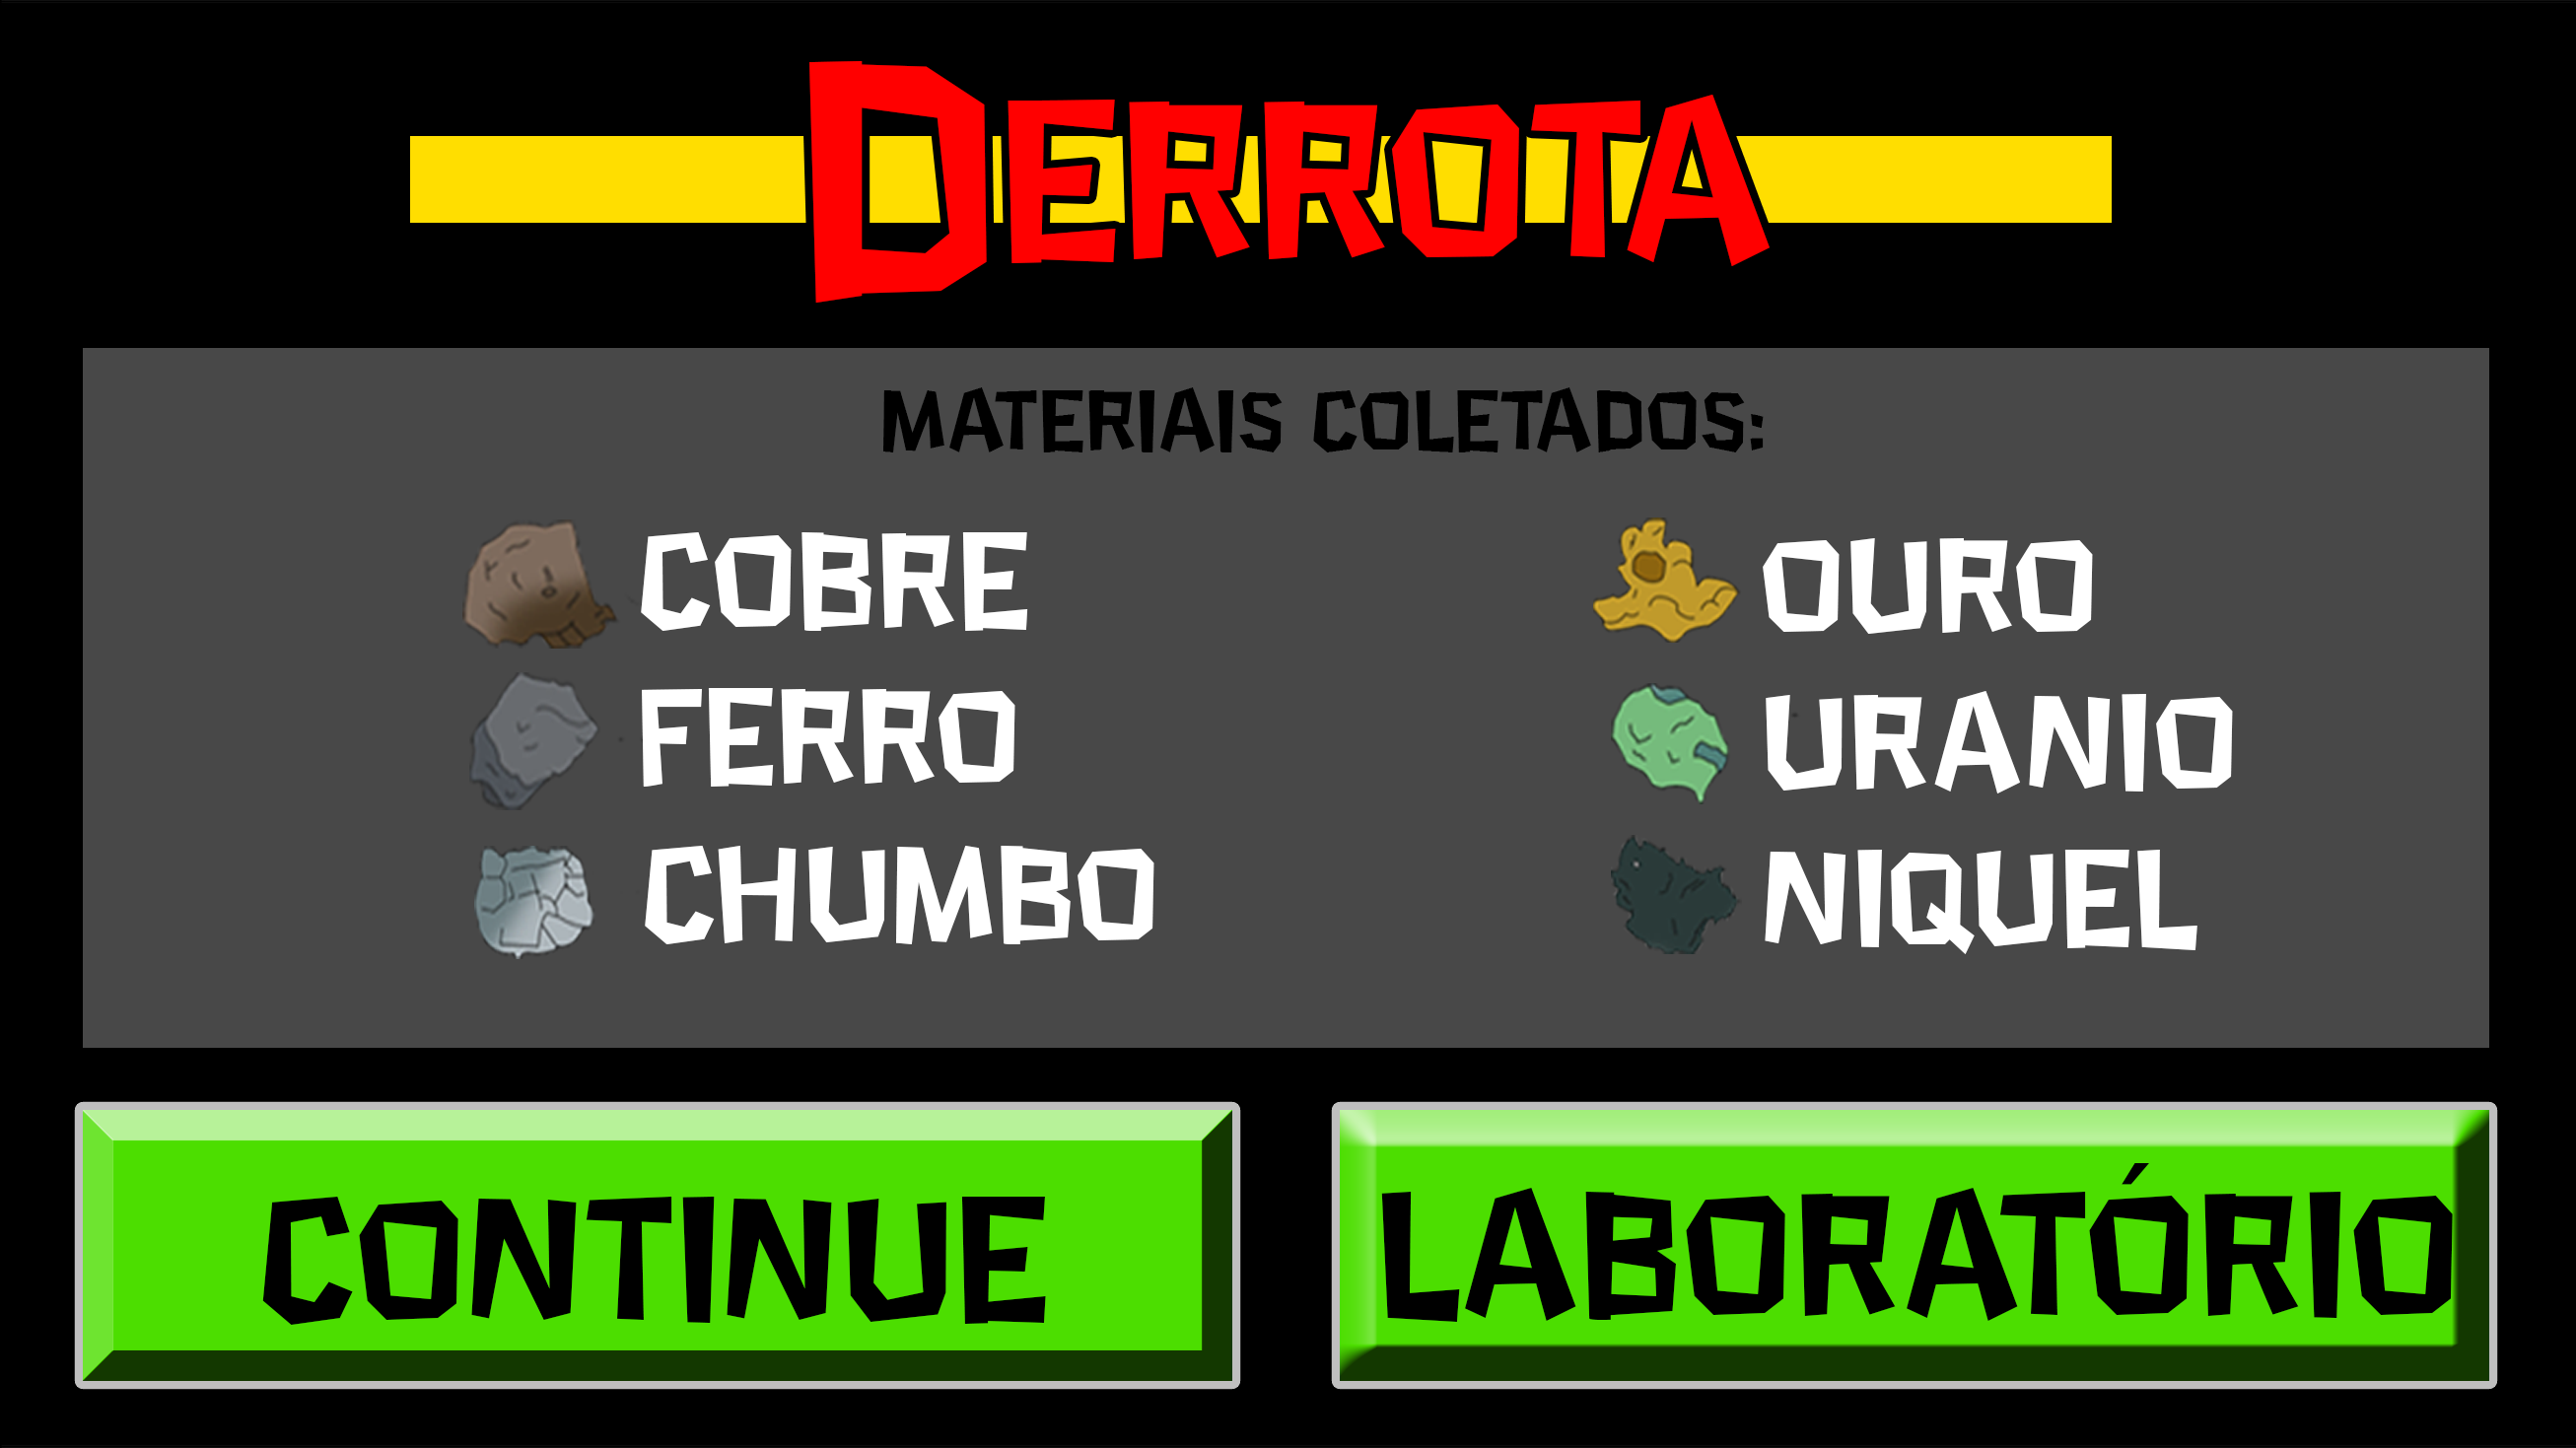 DERROTA
MATERIAIS COLETADOS:
COBRE
FERRO
CHUMBO
OURO
URANIO
NIQUEL
CONTINUE
LABORATÓRIO